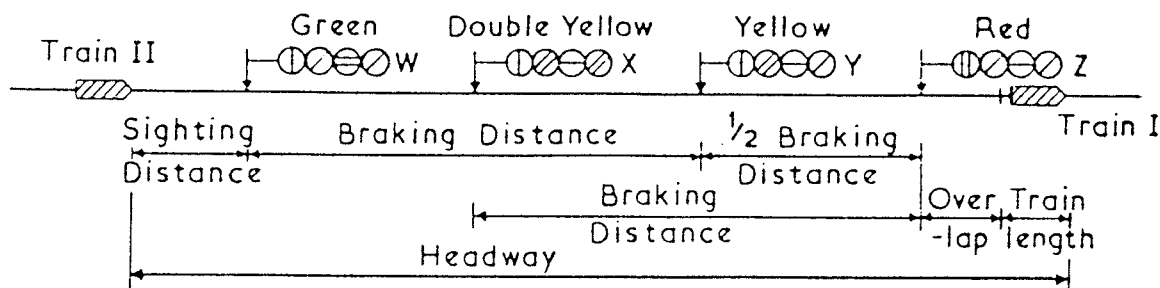 Green
Double Yellow
Yellow
Red
Train II
W
X
Y
Z
Train I
Sighting
Distance
Braking Distance
1/2 Braking
Distance
Braking
Distance
Over
-lap
Train
length
Headway